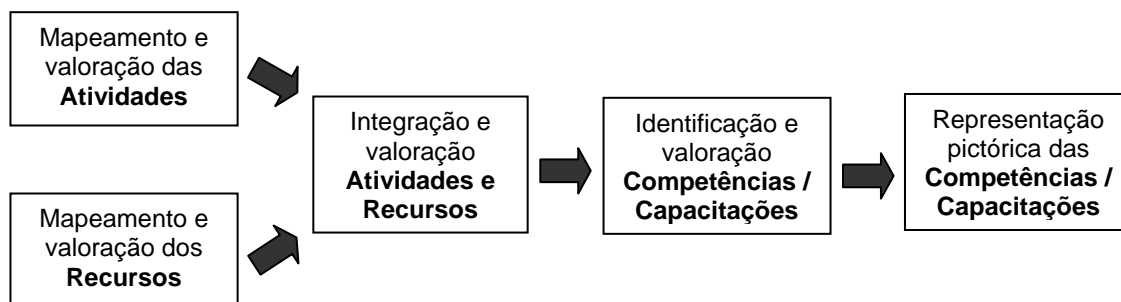 Mapeamento e
valoração das
Atividades
Mapeamento e
valoração dos
Recursos
Integração e
valoração
Atividades e
Recursos
Identificação e
valoração
Competências /
Capacitações
Representação
pictórica das
Competências /
Capacitações